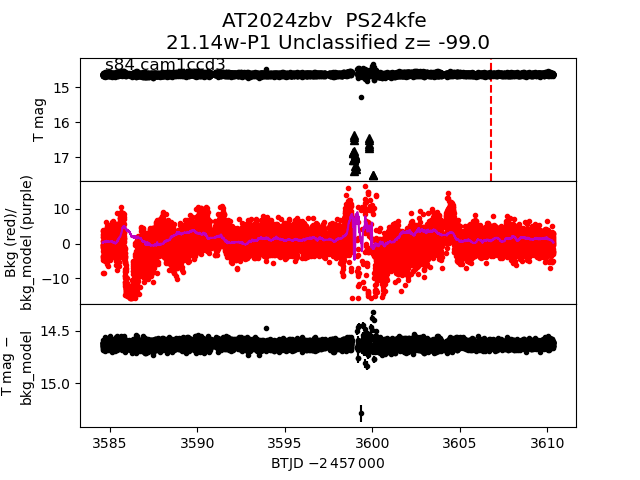 AT2024zbv  PS24kfe
21.14w-P1 Unclassified z= -99.0
s84 cam1ccd3
15
16
17
T mag
10
0
−10
Bkg (red)/
bkg_model (purple)
14.5
15.0
T mag −
bkg_model
3585
3590
3595
3600
3605
3610
BTJD −2 457 000